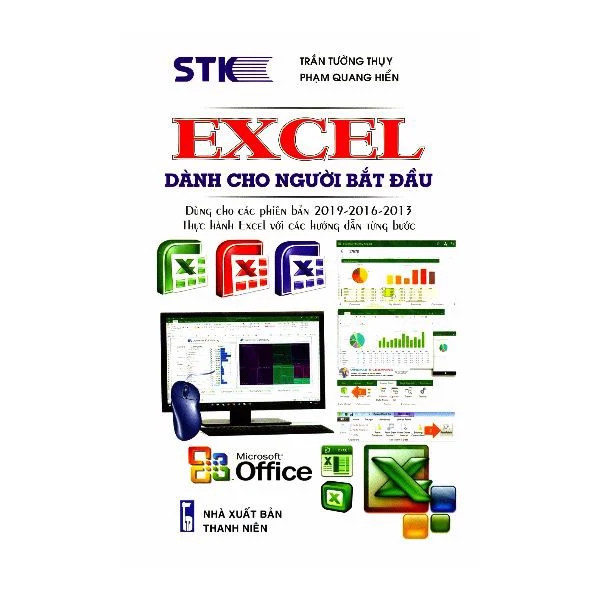 STK
TRẦN TƯỜNG THỤY
PHẠM QUANG HIỂN
EXCEL
DÀNH CHO NGƯỜI BẮT ĐẦU
Dùng cho các phiên bản 2019-2016-2013
Thực hành Excel với các hướng dẫn từng bước
Microsoft
Office
NHÀ XUẤT BẢN
THANH NIÊN